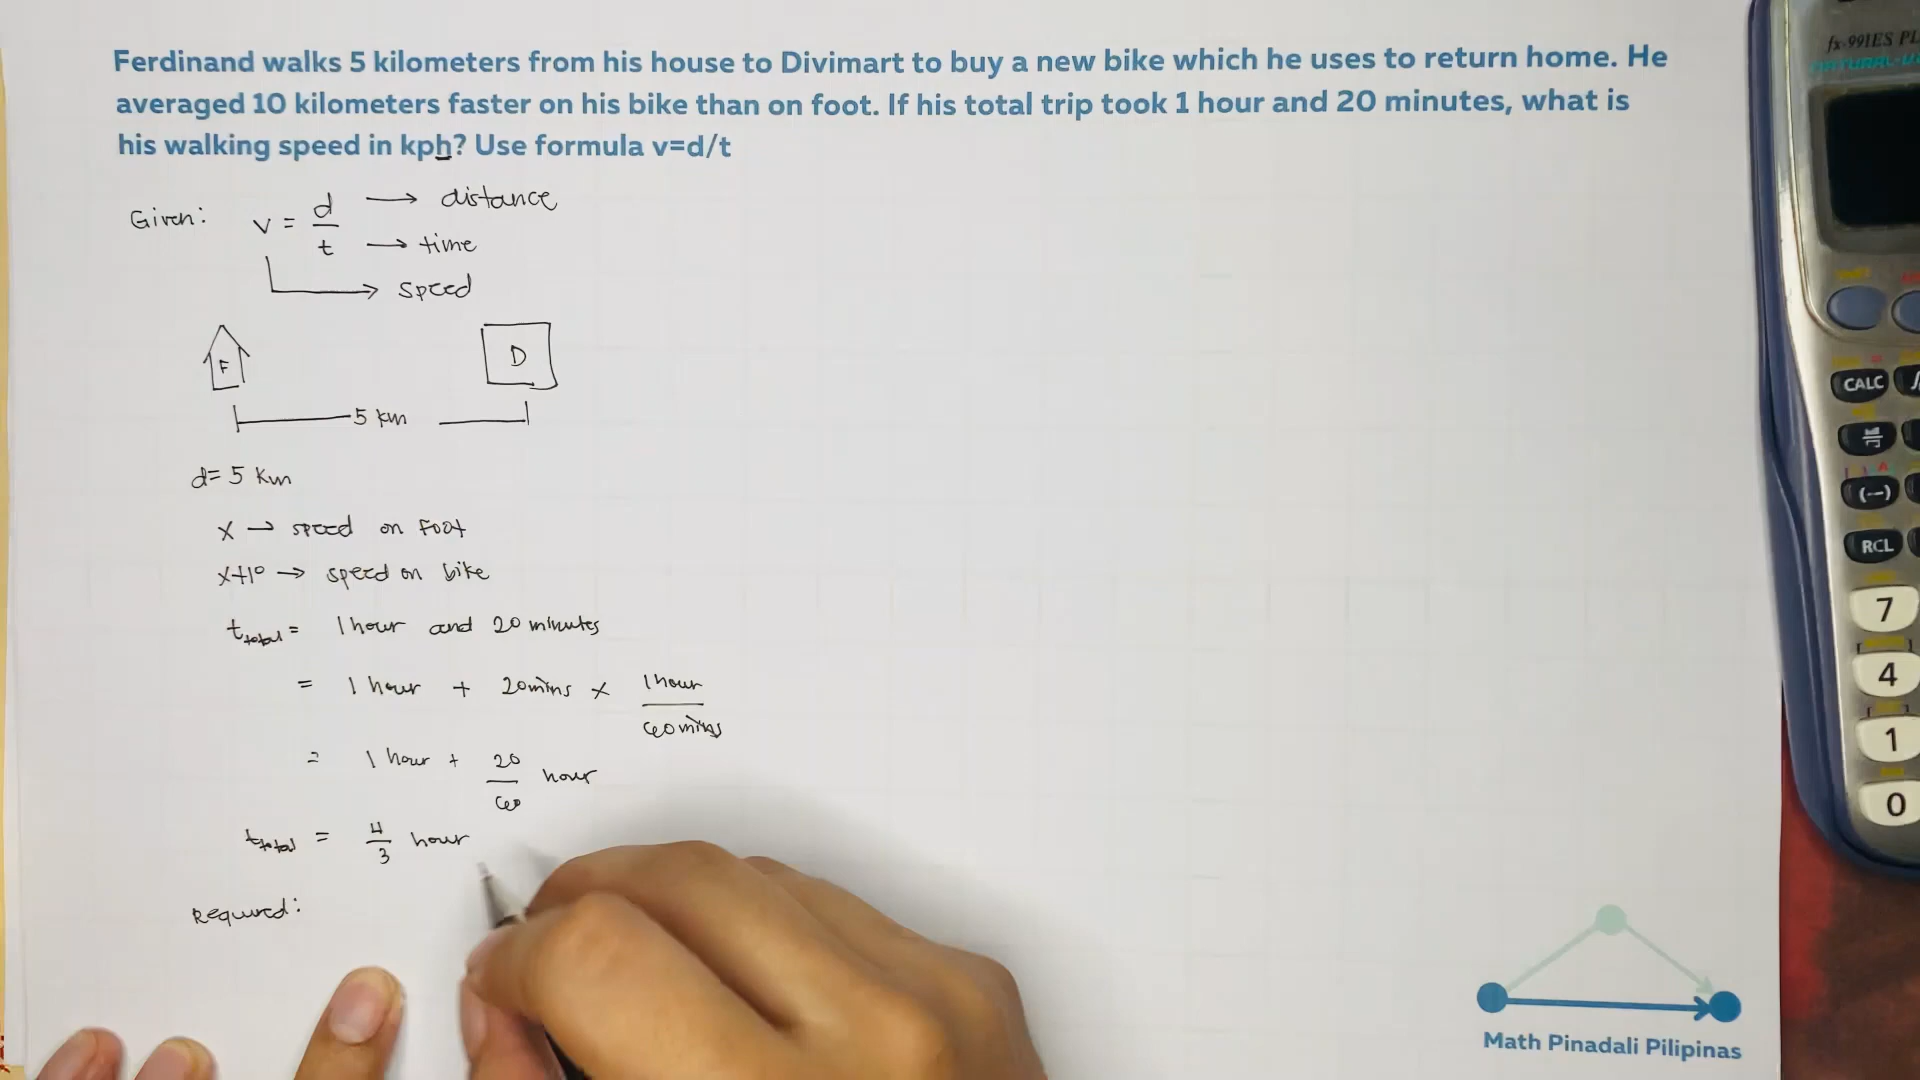 Ferdinand walks 5 kilometers from his house to Divimart to buy a new bike which he uses to return home. He
averaged 10 kilometers faster on his bike than on foot. If his total trip took 1 hour and 20 minutes, what is
his walking speed in kph? Use formula v=d/t
Given: v = d/t → distance
→ time
→ speed
F D
5 km
d = 5 km
x → speed on foot
x+10 → speed on bike
t total = 1 hour and 20 minutes
= 1 hour + 20 mins x 1 hour / 60 mins
= 1 hour + 20/60 hour
t total = 4/3 hour
Required:
fx-991ES PL
CALC
(−)
RCL
7
4
1
0
Math Pinadali Pilipinas